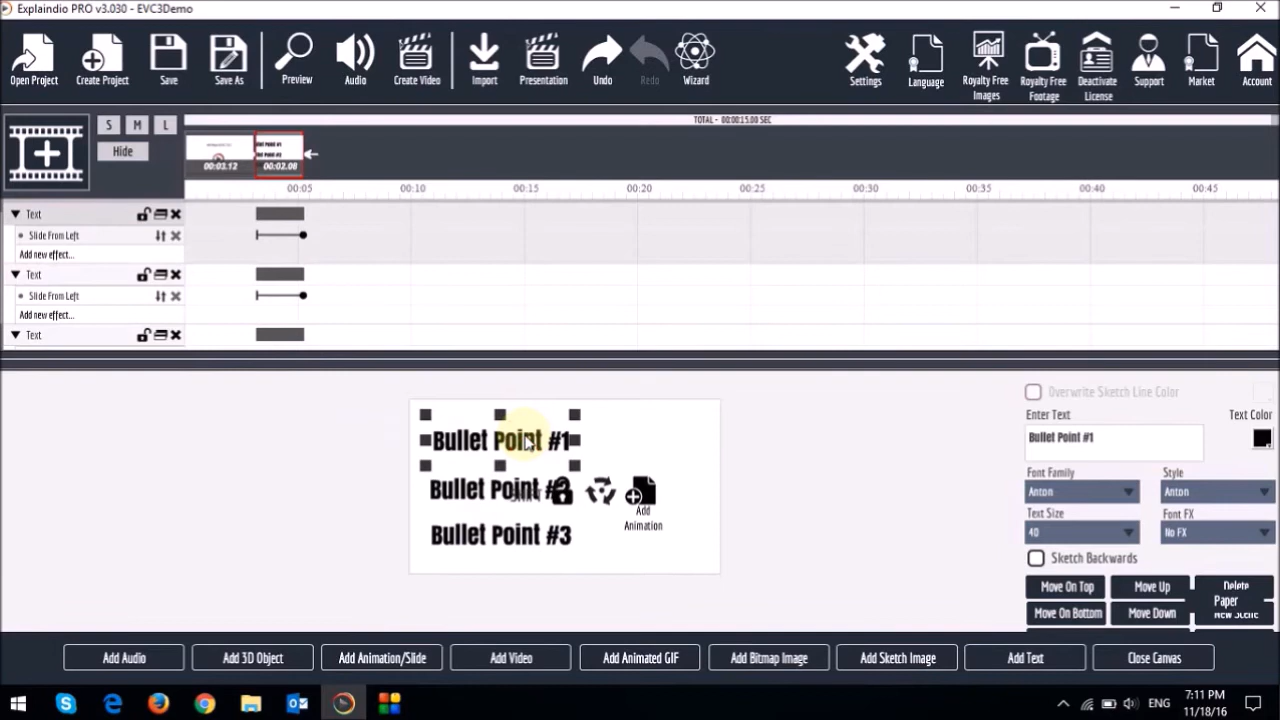 Explaindio PRO v3.030 - EVC3Demo
Open Project
Create Project
Save
Save As
Preview
Audio
Create Video
Import
Presentation
Undo
Redo
Wizard
Settings
Language
Royalty Free
Images
Royalty Free
Footage
Deactivate
License
Support
Market
Account
TOTAL - 00:00:15.00 SEC
S M L
Hide
00:03.12
Bullet Point #1
00:02.08
00:05 00:10 00:15 00:20 00:25 00:30 00:35 00:40 00:45
Text
Slide From Left
Add new effect...
Text
Slide From Left
Add new effect...
Text
Bullet Point #1
Bullet Point #2
Bullet Point #3
Add
Animation
Overwrite Sketch Line Color
Enter Text
Text Color
Bullet Point #1
Font Family
Style
Anton
Anton
Text Size
Font FX
40
No FX
Sketch Backwards
Move On Top
Move Up
Delete
Paper
Move On Bottom
Move Down
New Scene
Add Audio
Add 3D Object
Add Animation/Slide
Add Video
Add Animated GIF
Add Bitmap Image
Add Sketch Image
Add Text
Close Canvas
ENG
7:11 PM
11/18/16